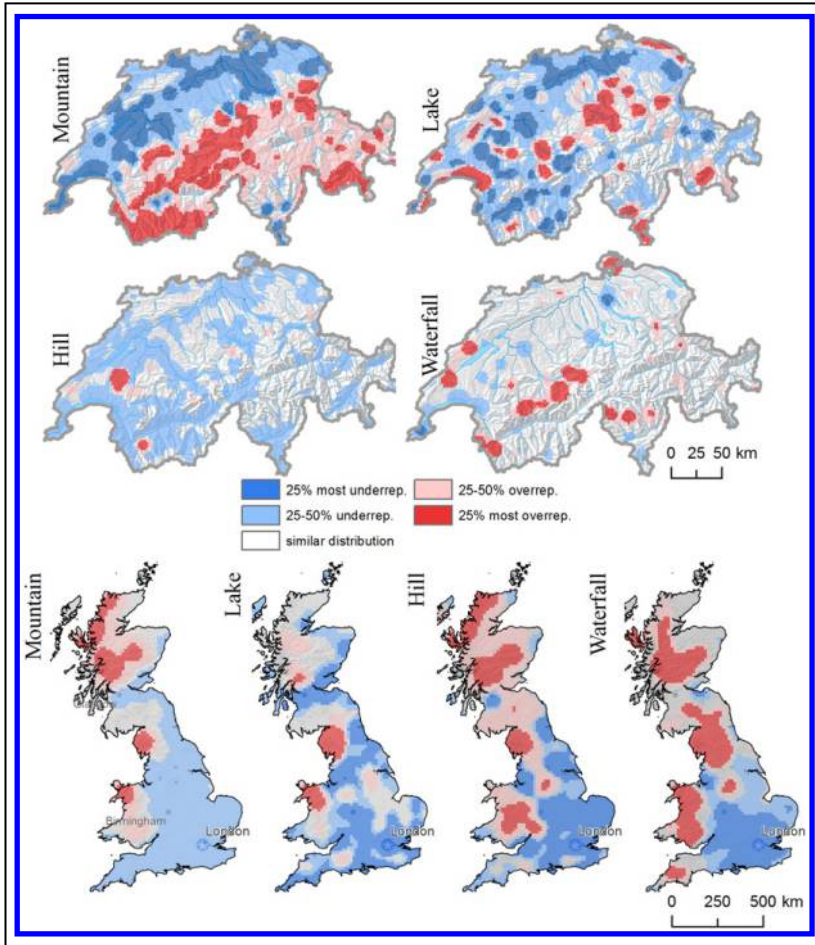 Mountain
Lake
Hill
Waterfall
0 25 50 km
25% most underrep.
25-50% overrep.
25-50% underrep.
25% most overrep.
similar distribution
Mountain
Lake
Hill
Waterfall
Birmingham
London
London
London
London
0 250 500 km